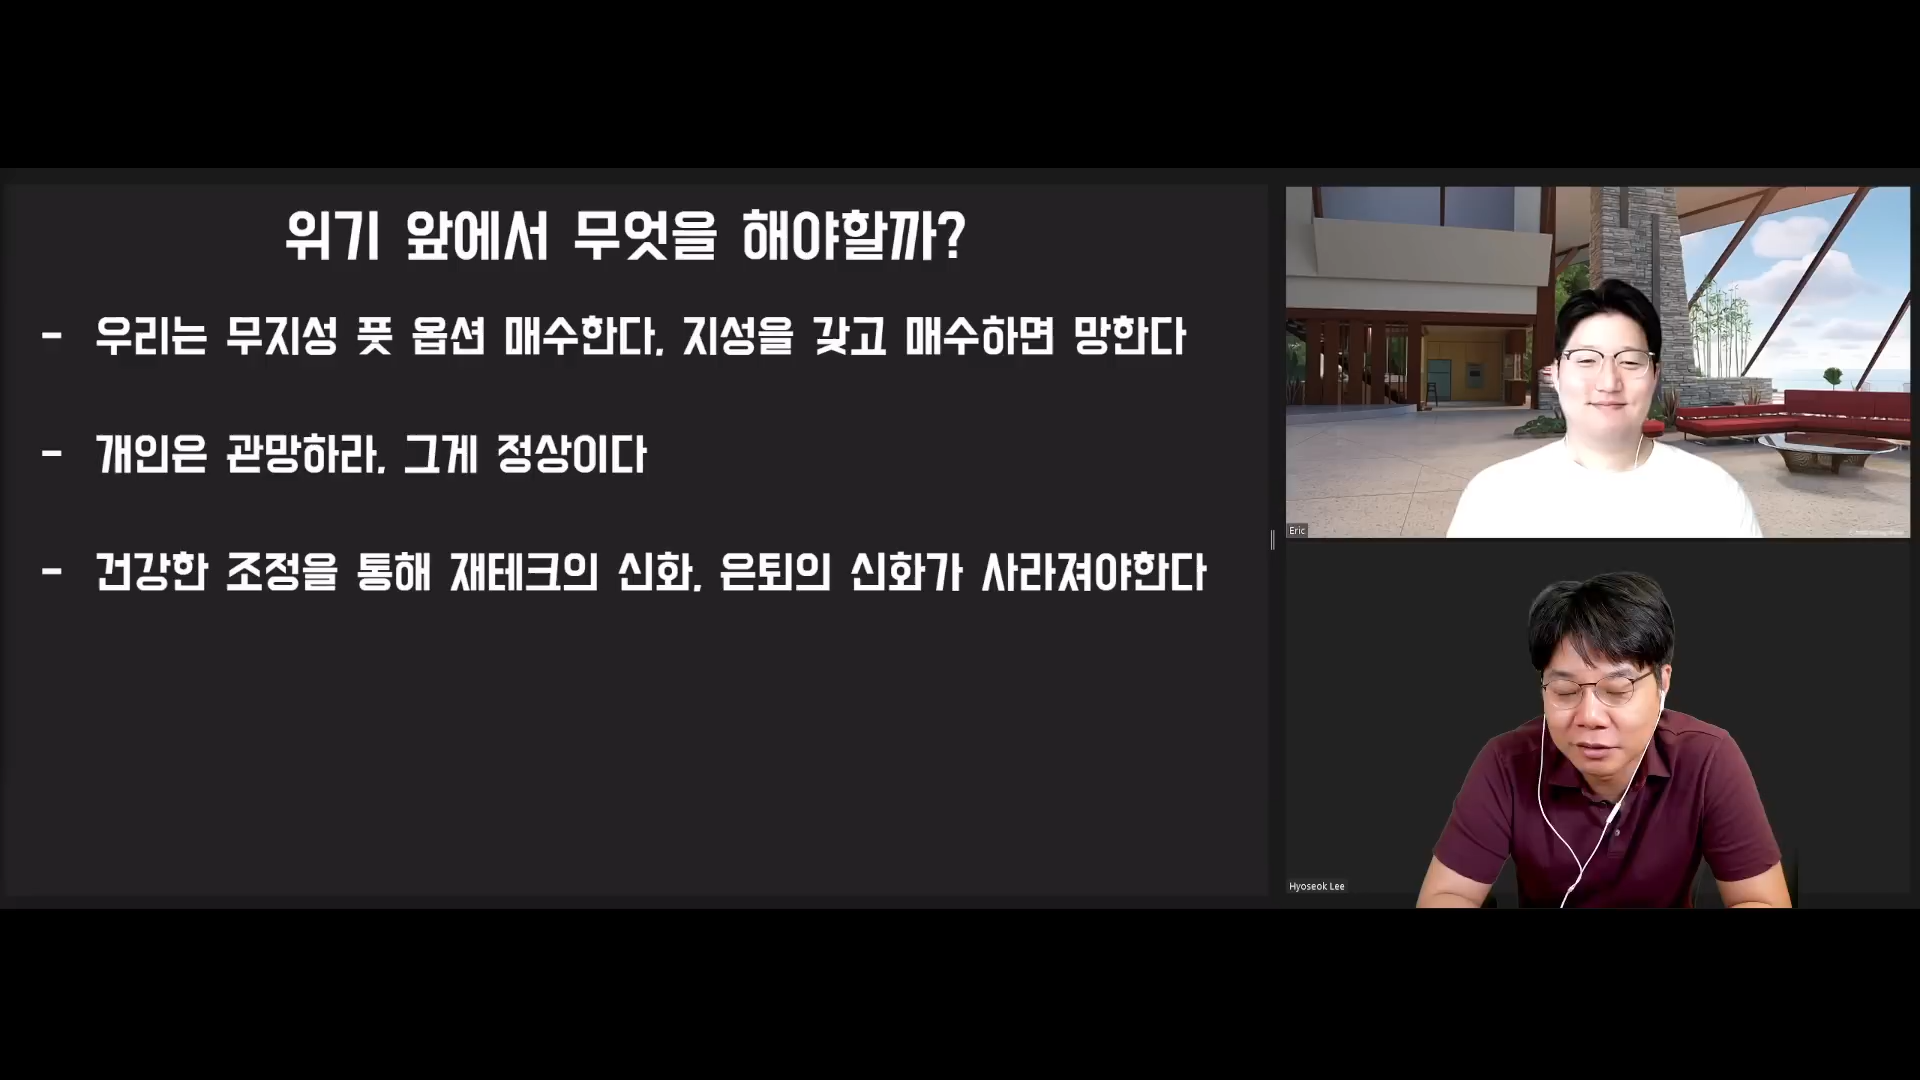 위기 앞에서 무엇을 해야할까?
- 우리는 무지성 풋 옵션 매수한다, 지성을 갖고 매수하면 망한다
- 개인은 관망하라, 그게 정상이다
- 건강한 조정을 통해 재테크의 신화, 은퇴의 신화가 사라져야한다
Eric
Hyoseok Lee